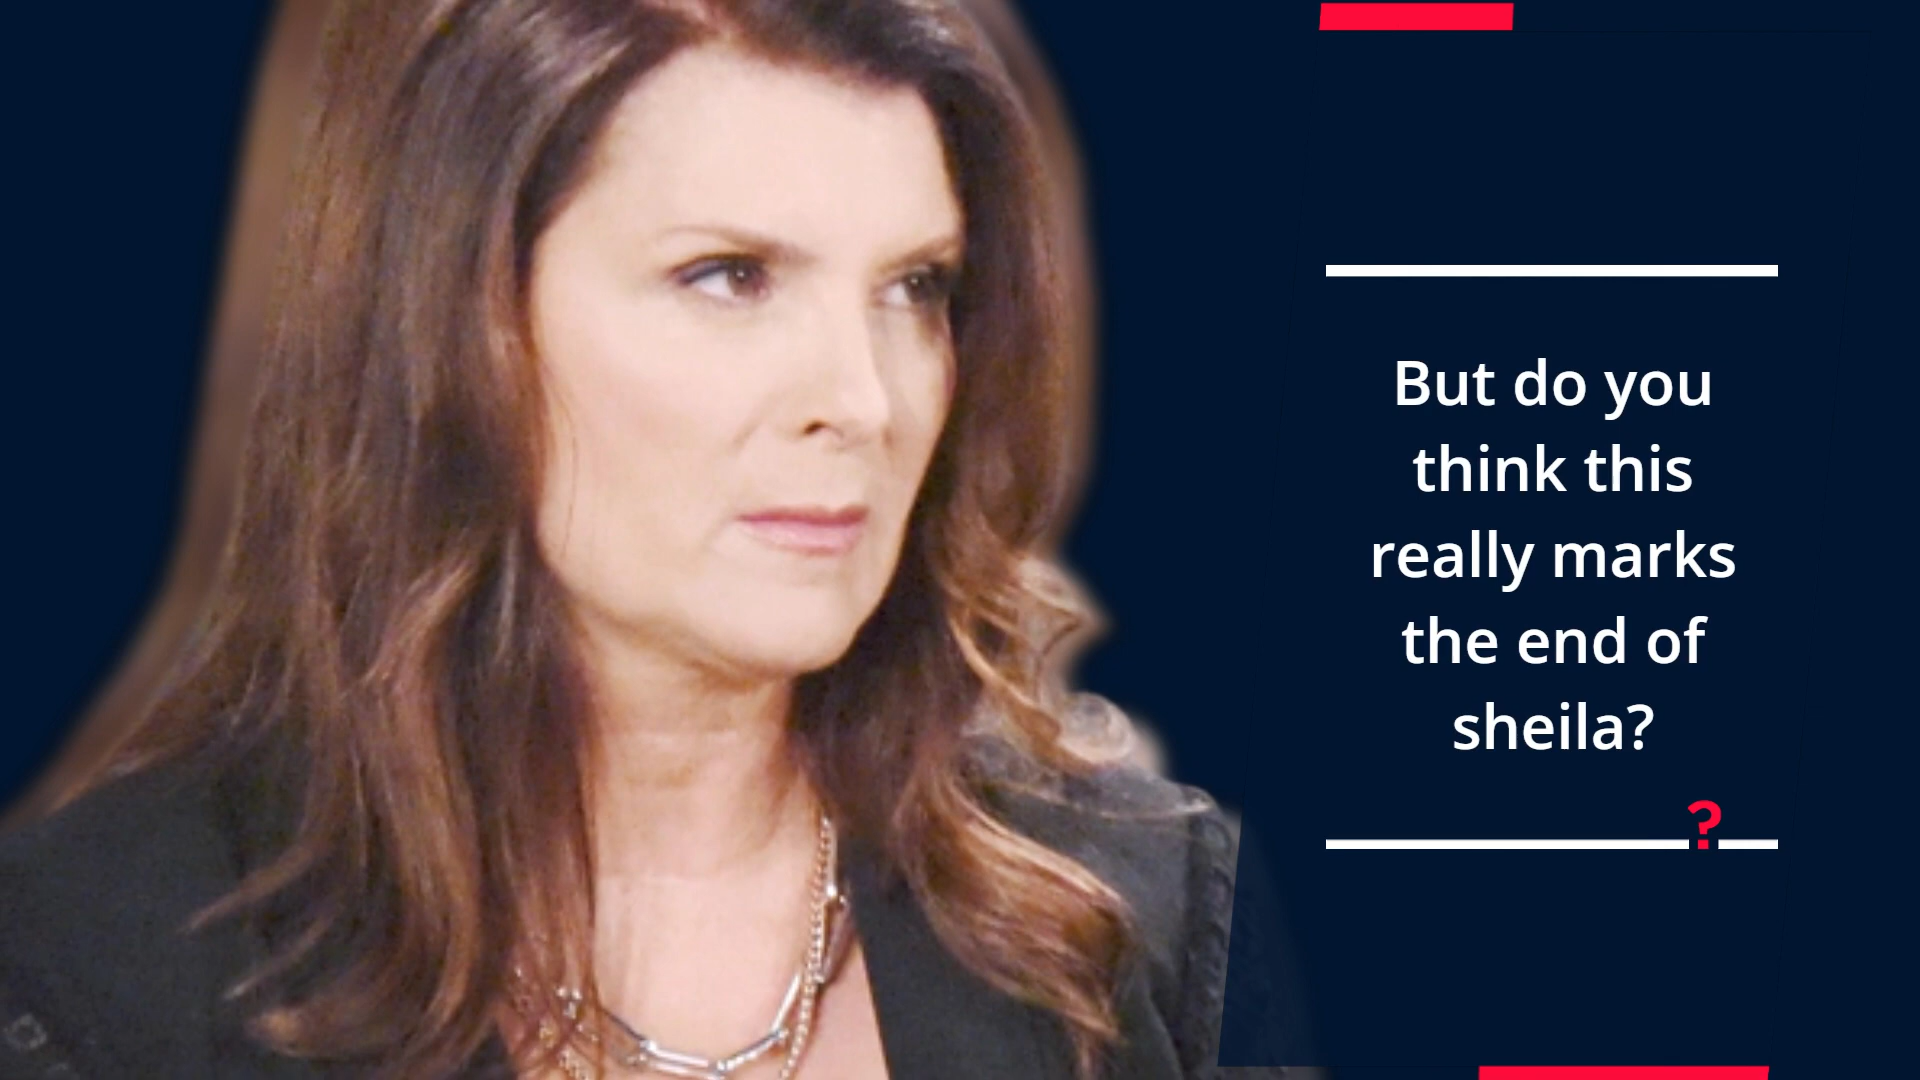 But do you
think this
really marks
the end of
sheila?
?